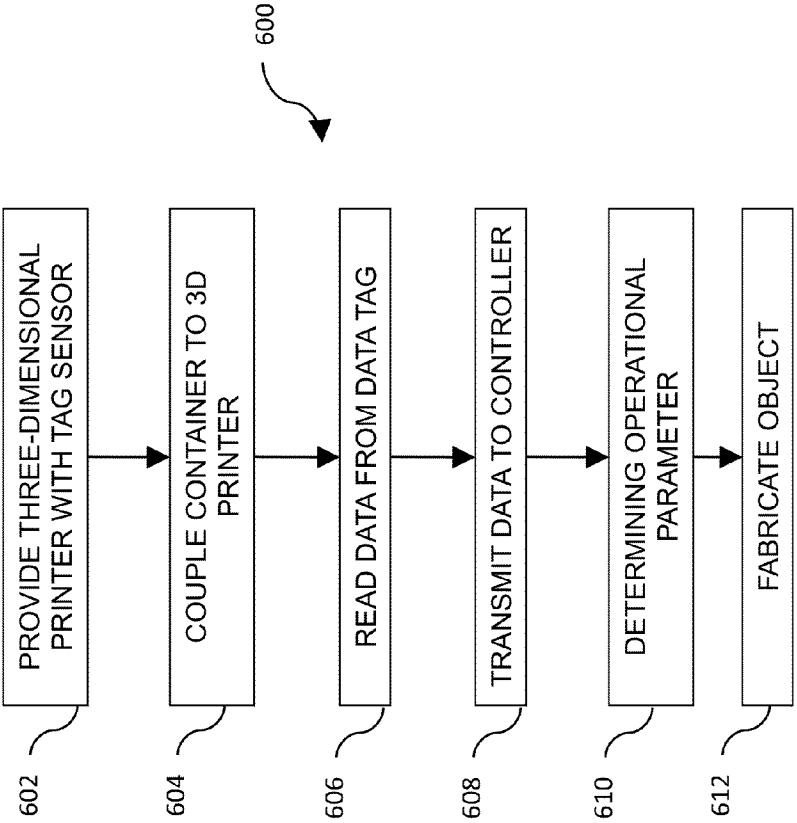 600
602
PROVIDE THREE-DIMENSIONAL
PRINTER WITH TAG SENSOR
604
COUPLE CONTAINER TO 3D
PRINTER
606
READ DATA FROM DATA TAG
608
TRANSMIT DATA TO CONTROLLER
610
DETERMINING OPERATIONAL
PARAMETER
612
FABRICATE OBJECT